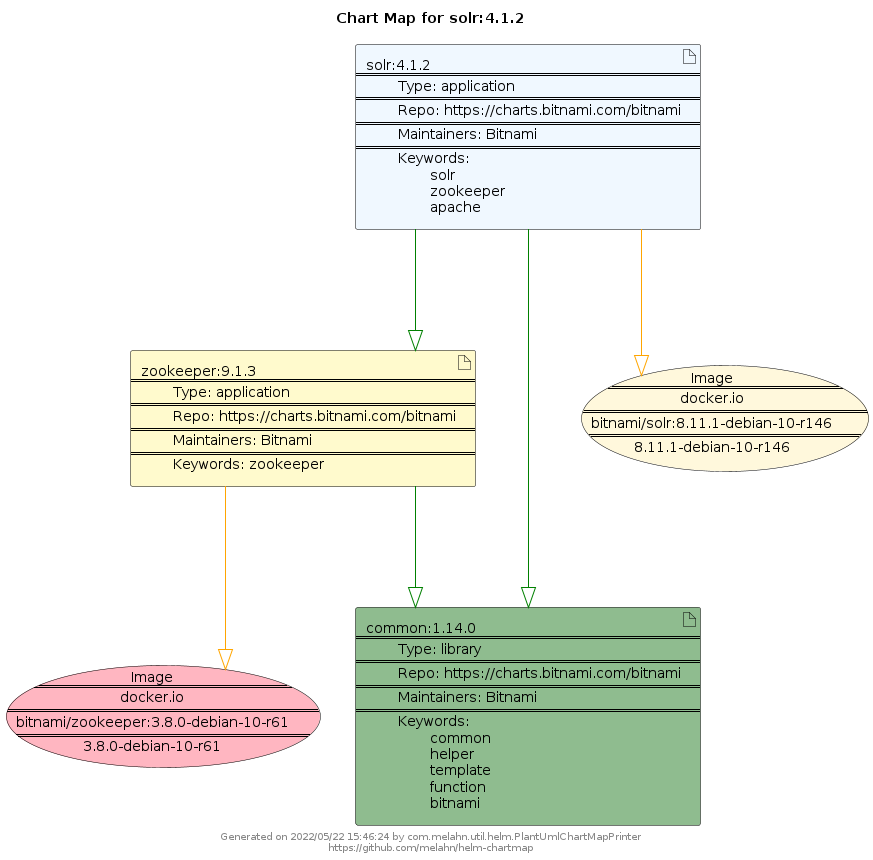 Chart Map for solr:4.1.2
solr:4.1.2
Type: application
Repo: https://charts.bitnami.com/bitnami
Maintainers: Bitnami
Keywords:
solr
zookeeper
apache
zookeeper:9.1.3
Type: application
Repo: https://charts.bitnami.com/bitnami
Maintainers: Bitnami
Keywords: zookeeper
Image
docker.io
bitnami/solr:8.11.1-debian-10-r146
8.11.1-debian-10-r146
Image
docker.io
bitnami/zookeeper:3.8.0-debian-10-r61
3.8.0-debian-10-r61
common:1.14.0
Type: library
Repo: https://charts.bitnami.com/bitnami
Maintainers: Bitnami
Keywords:
common
helper
template
function
bitnami
Generated on 2022/05/22 15:46:24 by com.melahn.util.helm.PlantUmlChartMapPrinter
https://github.com/melahn/helm-chartmap